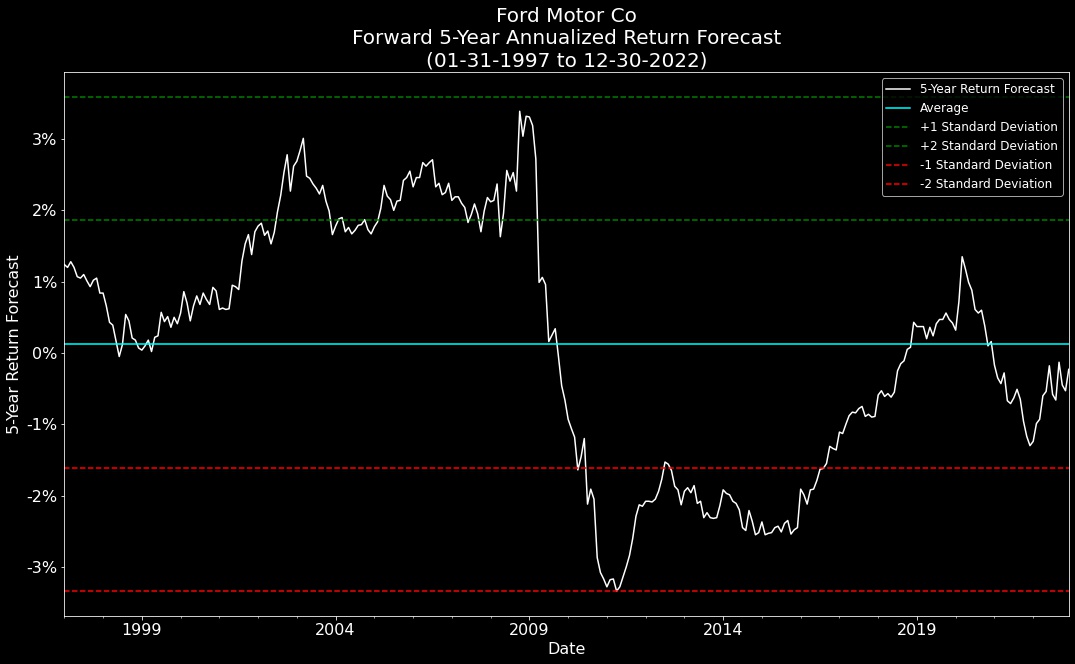 Ford Motor Co
Forward 5-Year Annualized Return Forecast
(01-31-1997 to 12-30-2022)
5-Year Return Forecast
Average
+1 Standard Deviation
+2 Standard Deviation
-1 Standard Deviation
-2 Standard Deviation
5-Year Return Forecast
3%
2%
1%
0%
-1%
-2%
-3%
1999 2004 2009 2014 2019
Date